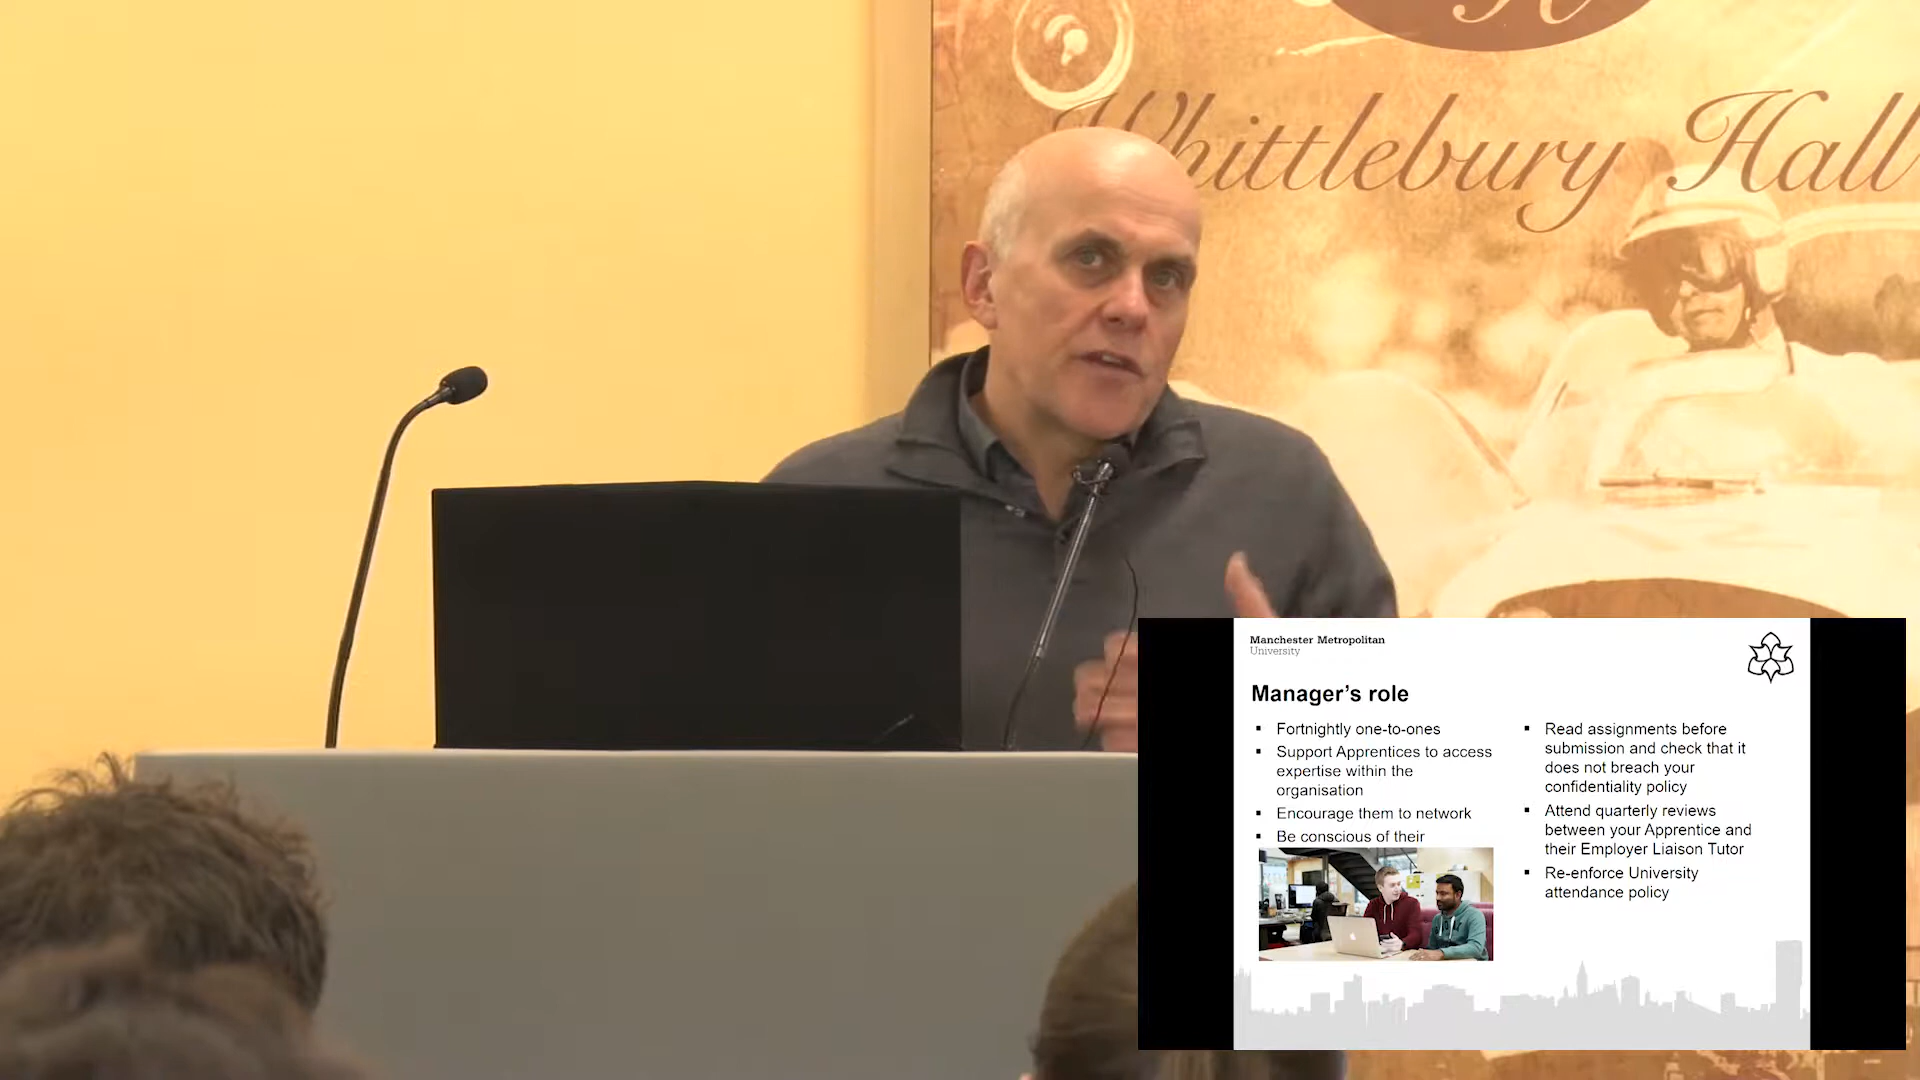 Whittlebury Hall
Manchester Metropolitan
University
Manager's role
▪ Fortnightly one-to-ones
▪ Support Apprentices to access
expertise within the
organisation
▪ Encourage them to network
▪ Be conscious of their
▪ Read assignments before
submission and check that it
does not breach your
confidentiality policy
▪ Attend quarterly reviews
between your Apprentice and
their Employer Liaison Tutor
▪ Re-enforce University
attendance policy